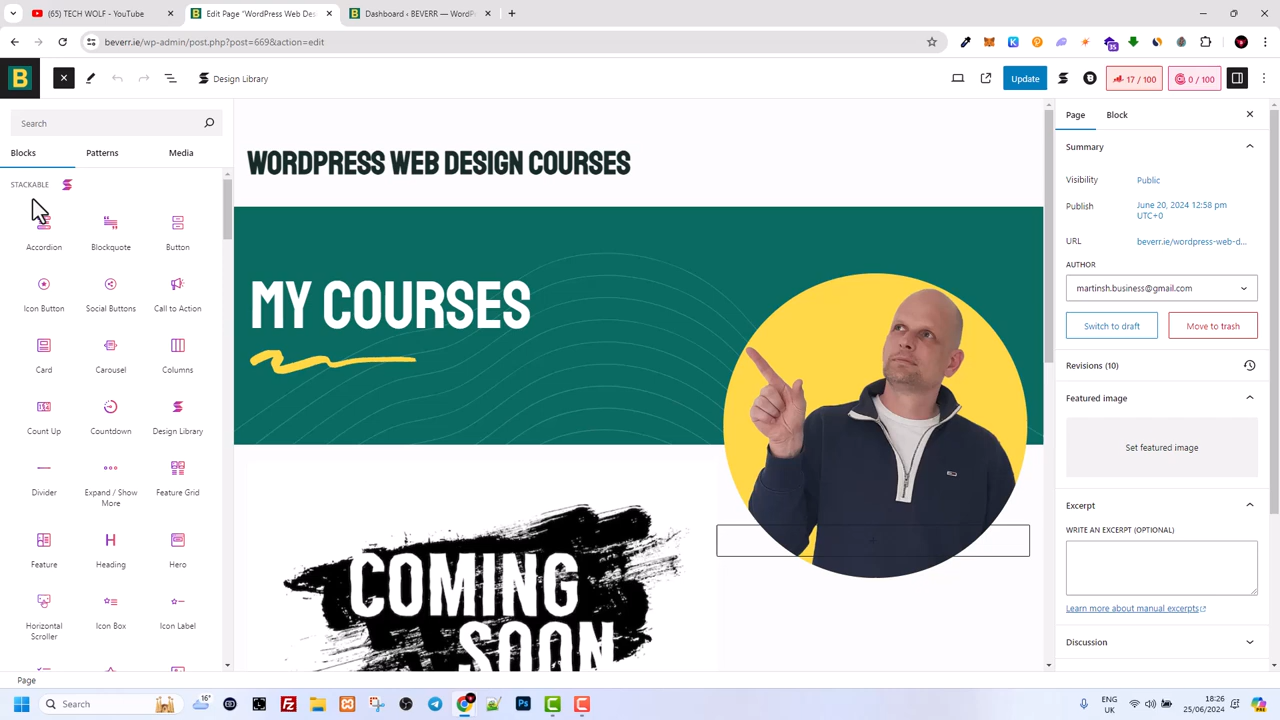 (65) TECH WOLF - YouTube
Edit Page "WordPress Web Des
Dashboard ‹ BEVERR — WordPr
beverr.ie/wp-admin/post.php?post=669&action=edit
B
Design Library
Update
17 / 100
0 / 100
Search
Blocks
Patterns
Media
STACKABLE
Accordion
Blockquote
Button
Icon Button
Social Buttons
Call to Action
Card
Carousel
Columns
Count Up
Countdown
Design Library
Divider
Expand / Show
More
Feature Grid
Feature
Heading
Hero
Horizontal
Scroller
Icon Box
Icon Label
WORDPRESS WEB DESIGN COURSES
MY COURSES
COMING
SOON
Page
Block
Summary
Visibility
Public
Publish
June 20, 2024 12:58 pm
UTC+0
URL
beverr.ie/wordpress-web-d...
AUTHOR
martinsh.business@gmail.com
Switch to draft
Move to trash
Revisions (10)
Featured image
Set featured image
Excerpt
WRITE AN EXCERPT (OPTIONAL)
Learn more about manual excerpts
Discussion
Page
Search
16°
ENG
UK
18:26
25/06/2024